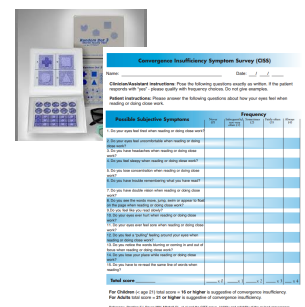 Random Dot 2
Convergence Insufficiency Symptom Survey (CISS)
Name: Date: __/__/__
Clinician/Assistant instructions: Pose the following questions exactly as written. If the patient
responds with "yes" - please qualify with frequency choices. Do not give examples.
Patient instructions: Please answer the following questions about how your eyes feel when
reading or doing close work.
Frequency
Possible Subjective Symptoms
1. Do your eyes feel tired when reading or doing close work?
2. Do your eyes feel uncomfortable when reading or doing
close work?
3. Do you have headaches when reading or doing close
work?
4. Do you feel sleepy when reading or doing close work?
5. Do you lose concentration when reading or doing close
work?
6. Do you have trouble remembering what you have read?
7. Do you have double vision when reading or doing close
work?
8. Do you see the words move, jump, swim or appear to float
on the page when reading or doing close work?
9. Do you feel like you read slowly?
10. Do your eyes ever hurt when reading or doing close
work?
11. Do your eyes ever feel sore when reading or doing close
work?
12. Do you feel a "pulling" feeling around your eyes when
reading or doing close work?
13. Do you notice the words blurring or coming in and out of
focus when reading or doing close work?
14. Do you lose your place while reading or doing close
work?
15. Do you have to re-read the same line of words when
reading?
Total score x 0 x 1 x 2 x 3 x 4
For Children (< age 21) total score = 16 or higher is suggestive of convergence insufficiency.
For Adults total score = 21 or higher is suggestive of convergence insufficiency.